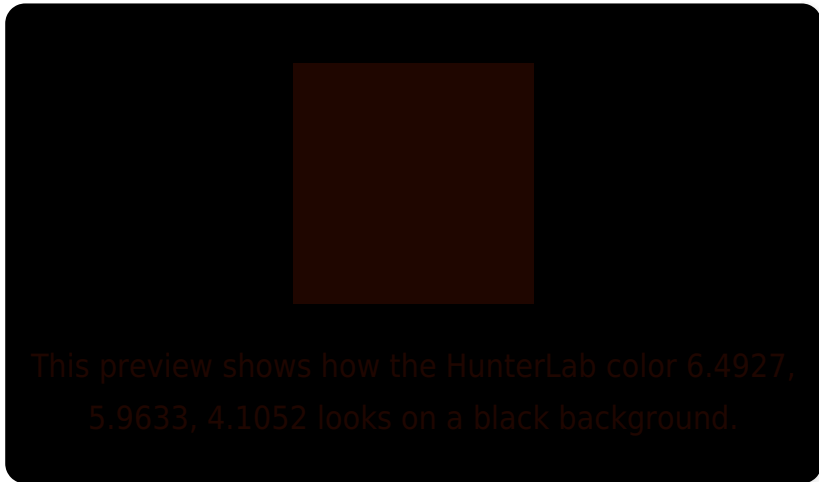 This preview shows how the HunterLab color 6.4927,
5.9633, 4.1052 looks on a black background.